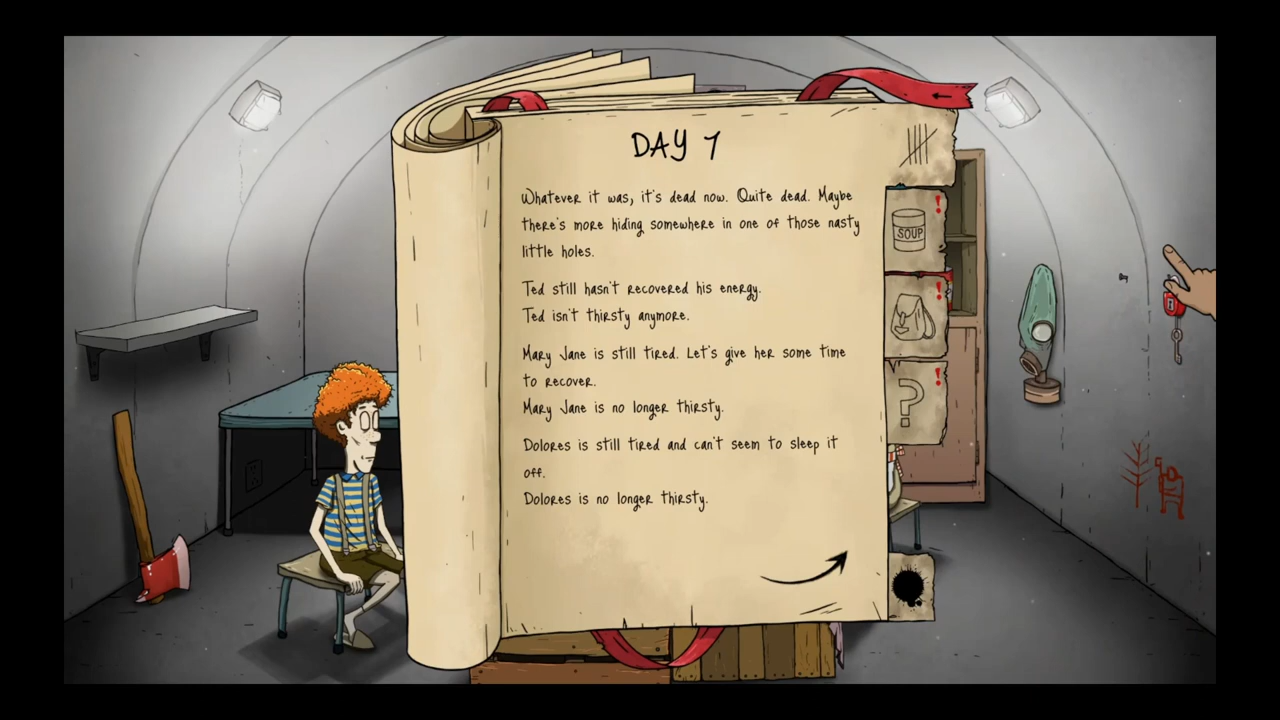 DAY 7
Whatever it was, it's dead now. Quite dead. Maybe
there's more hiding somewhere in one of those nasty
little holes.
Ted still hasn't recovered his energy.
Ted isn't thirsty anymore.
Mary Jane is still tired. Let's give her some time
to recover.
Mary Jane is no longer thirsty.
Dolores is still tired and can't seem to sleep it
off.
Dolores is no longer thirsty.
!
SOUP
!
!
?